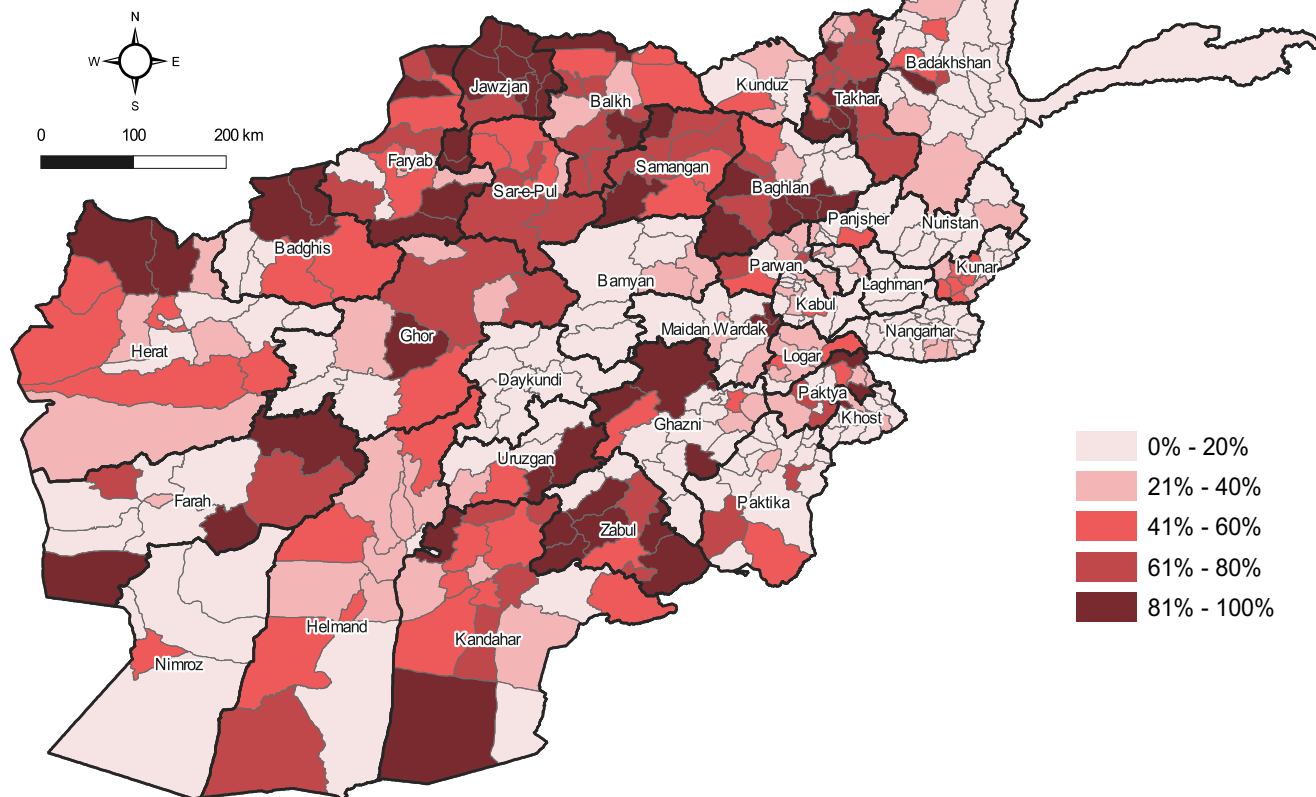 N
W E
S
0 100 200 km
Jawzjan
Balkh
Kunduz
Takhar
Badakhshan
Faryab
Sar-e-Pul
Samangan
Baghlan
Panjsher
Nuristan
Badghis
Bamyan
Parwan
Kabul
Laghman
Kunar
Herat
Ghor
Maidan Wardak
Nangarhar
Logar
Daykundi
Paktya
Khost
Ghazni
Uruzgan
Farah
Zabul
Paktika
Helmand
Kandahar
Nimroz
0% - 20%
21% - 40%
41% - 60%
61% - 80%
81% - 100%